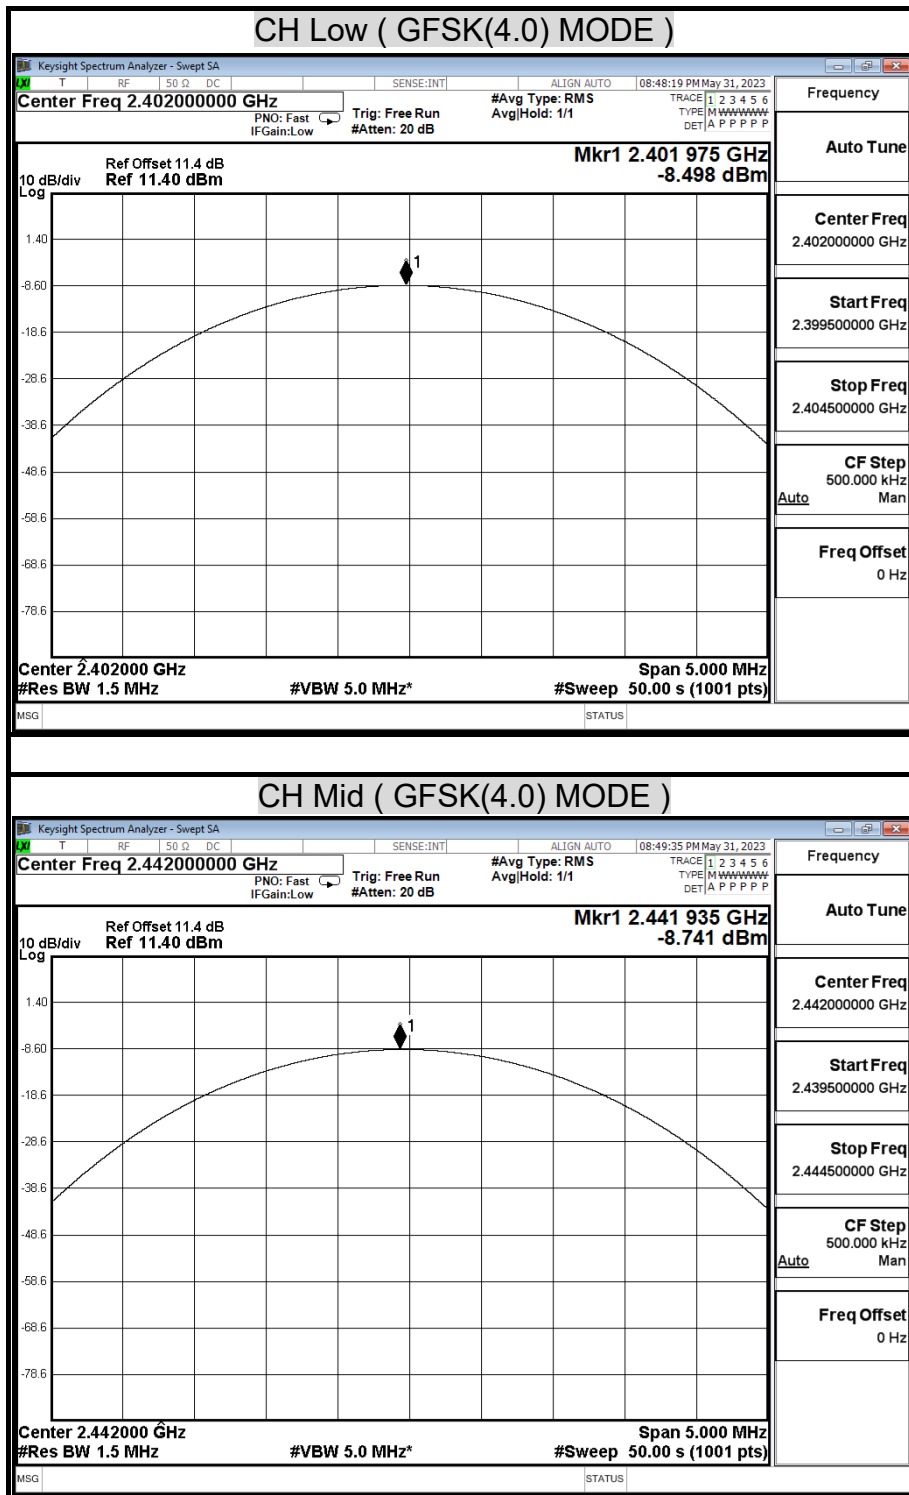 CH Low ( GFSK(4.0) MODE )
Keysight Spectrum Analyzer - Swept SA
LXI T RF 50 Ω DC SENSE:INT ALIGN AUTO 08:48:19 PM May 31, 2023
Center Freq 2.402000000 GHz
PNO: Fast
IFGain:Low
Trig: Free Run
#Atten: 20 dB
#Avg Type: RMS
Avg|Hold: 1/1
TRACE 1 2 3 4 5 6
TYPE M W W W W W
DET A P P P P P
Frequency
Auto Tune
Center Freq
2.402000000 GHz
Start Freq
2.399500000 GHz
Stop Freq
2.404500000 GHz
CF Step
500.000 kHz
Auto Man
Freq Offset
0 Hz
Ref Offset 11.4 dB
10 dB/div Ref 11.40 dBm
Log
Mkr1 2.401 975 GHz
-8.498 dBm
1
1.40
-8.60
-18.6
-28.6
-38.6
-48.6
-58.6
-68.6
-78.6
Center 2.402000 GHz Span 5.000 MHz
#Res BW 1.5 MHz #VBW 5.0 MHz* #Sweep 50.00 s (1001 pts)
MSG STATUS
CH Mid ( GFSK(4.0) MODE )
Keysight Spectrum Analyzer - Swept SA
LXI T RF 50 Ω DC SENSE:INT ALIGN AUTO 08:49:35 PM May 31, 2023
Center Freq 2.442000000 GHz
PNO: Fast
IFGain:Low
Trig: Free Run
#Atten: 20 dB
#Avg Type: RMS
Avg|Hold: 1/1
TRACE 1 2 3 4 5 6
TYPE M W W W W W
DET A P P P P P
Frequency
Auto Tune
Center Freq
2.442000000 GHz
Start Freq
2.439500000 GHz
Stop Freq
2.444500000 GHz
CF Step
500.000 kHz
Auto Man
Freq Offset
0 Hz
Ref Offset 11.4 dB
10 dB/div Ref 11.40 dBm
Log
Mkr1 2.441 935 GHz
-8.741 dBm
1
1.40
-8.60
-18.6
-28.6
-38.6
-48.6
-58.6
-68.6
-78.6
Center 2.442000 GHz Span 5.000 MHz
#Res BW 1.5 MHz #VBW 5.0 MHz* #Sweep 50.00 s (1001 pts)
MSG STATUS